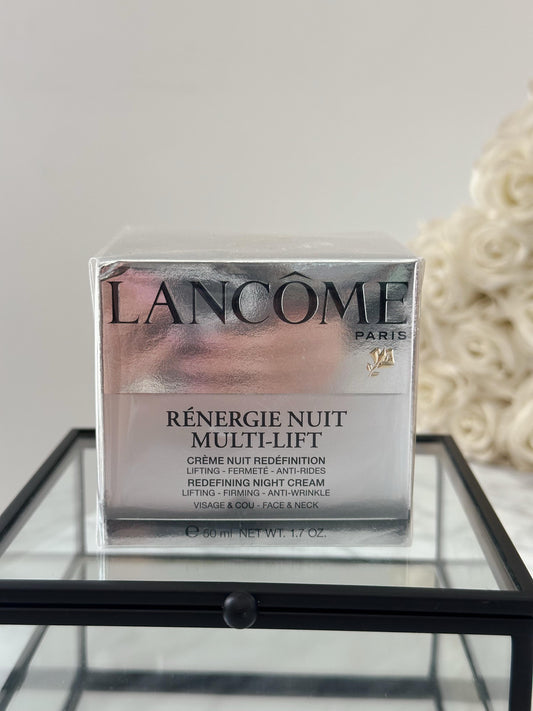 LANCÔME
PARIS
RÉNERGIE NUIT
MULTI-LIFT
CRÈME NUIT REDÉFINITION
LIFTING - FERMETÉ - ANTI-RIDES
REDEFINING NIGHT CREAM
LIFTING - FIRMING - ANTI-WRINKLE
VISAGE & COU - FACE & NECK
℮ 50 ml NET WT. 1.7 OZ.